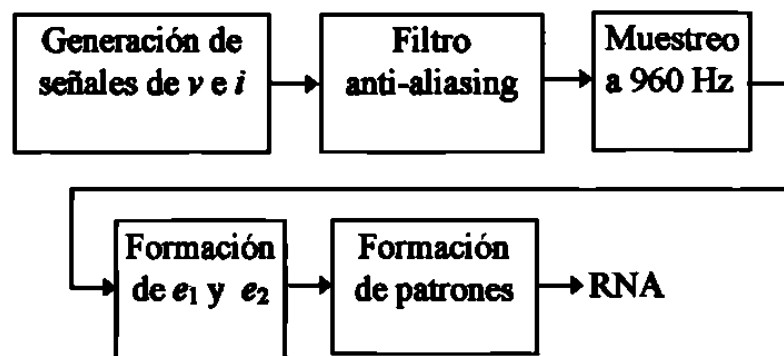 Generación de
señales de v e i
Filtro
anti-aliasing
Muestreo
a 960 Hz
Formación
de e₁ y e₂
Formación
de patrones
RNA